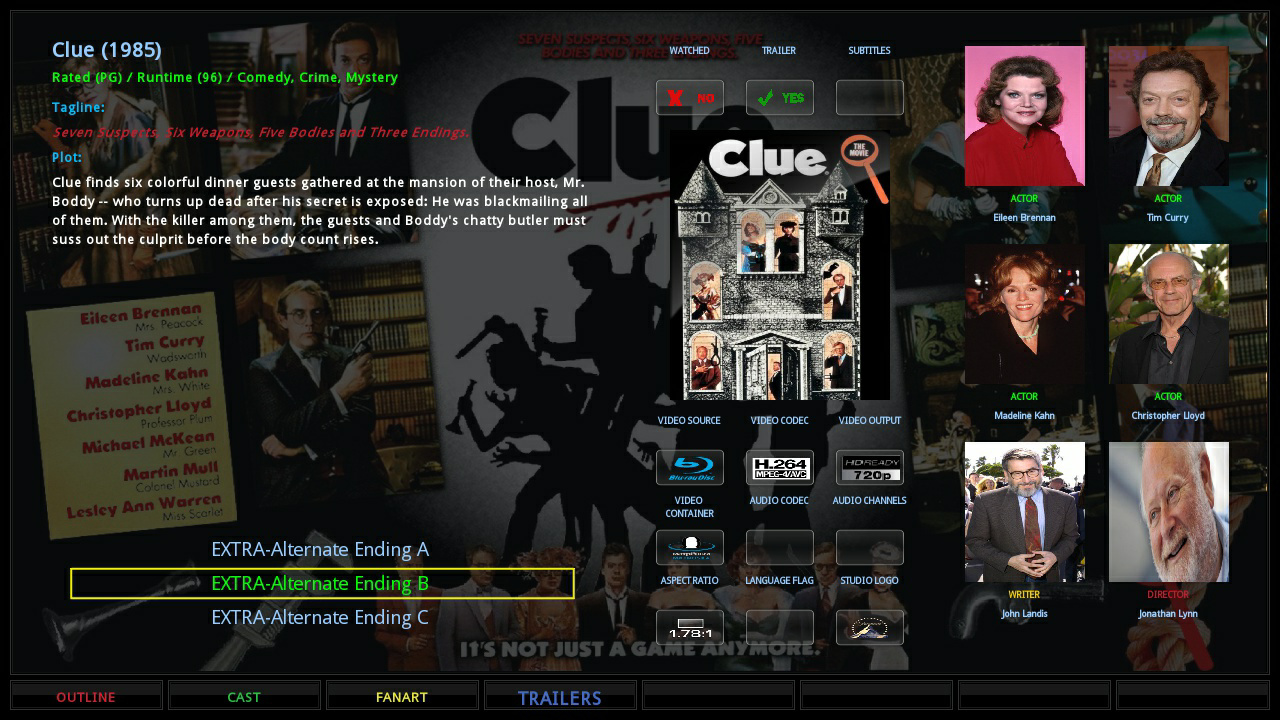 Clue (1985)
Rated (PG) / Runtime (96) / Comedy, Crime, Mystery
Tagline:
Seven Suspects, Six Weapons, Five Bodies and Three Endings.
Plot:
Clue finds six colorful dinner guests gathered at the mansion of their host, Mr.
Boddy -- who turns up dead after his secret is exposed: He was blackmailing all
of them. With the killer among them, the guests and Boddy's chatty butler must
suss out the culprit before the body count rises.
SEVEN SUSPECTS, SIX WEAPONS, FIVE
BODIES AND THREE ENDINGS.
Clue
Eileen Brennan
Mrs. Peacock
Tim Curry
Wadsworth
Madeline Kahn
Mrs. White
Christopher Lloyd
Professor Plum
Michael McKean
Mr. Green
Martin Mull
Colonel Mustard
Lesley Ann Warren
Miss Scarlet
EXTRA-Alternate Ending A
EXTRA-Alternate Ending B
EXTRA-Alternate Ending C
IT'S NOT JUST A GAME ANYMORE.
WATCHED TRAILER SUBTITLES
NO YES
Clue THE MOVIE
VIDEO SOURCE VIDEO CODEC VIDEO OUTPUT
Blu-ray Disc H.264 MPEG-4/AVC HD READY 720p
VIDEO CONTAINER AUDIO CODEC AUDIO CHANNELS
ASPECT RATIO LANGUAGE FLAG STUDIO LOGO
1.78:1
ACTOR ACTOR
Eileen Brennan Tim Curry
ACTOR ACTOR
Madeline Kahn Christopher Lloyd
WRITER DIRECTOR
John Landis Jonathan Lynn
OUTLINE CAST FANART TRAILERS